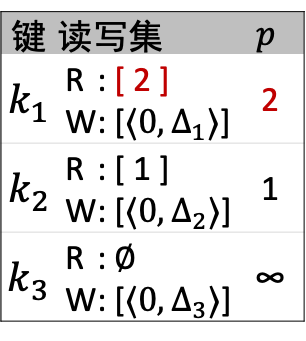 键 读写集 p
k₁ R : [ 2 ] 2
W: [⟨0, Δ₁⟩]
k₂ R : [ 1 ] 1
W: [⟨0, Δ₂⟩]
k₃ R : ∅ ∞
W: [⟨0, Δ₃⟩]